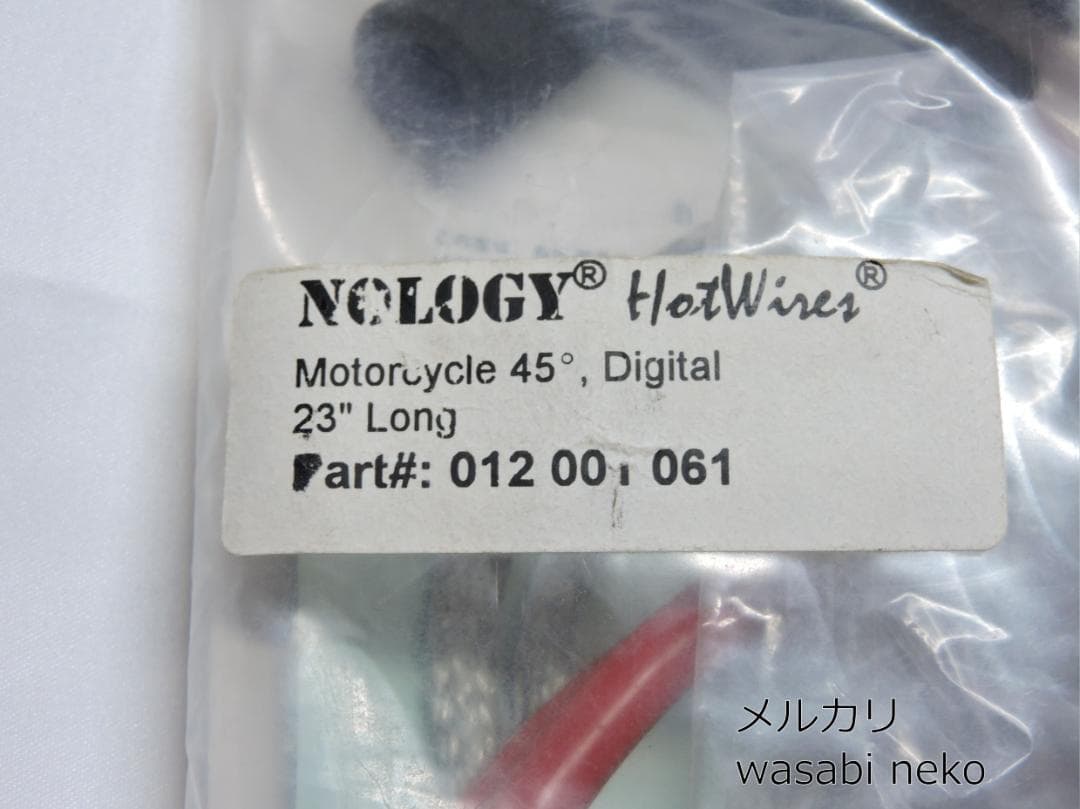 NOLOGY® HotWires®
Motorcycle 45°, Digital
23" Long
Part#: 012 001 061
メルカリ
wasabi neko